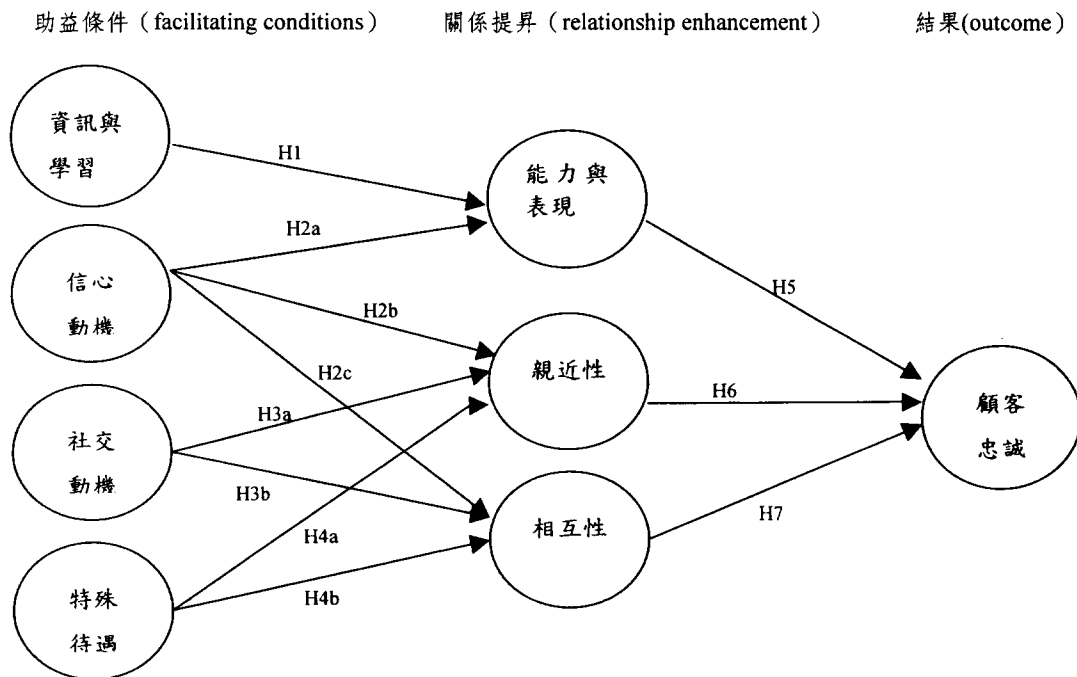 助益條件（facilitating conditions） 關係提昇（relationship enhancement） 結果(outcome）
資訊與
學習
信心
動機
社交
動機
特殊
待遇
H1
H2a
H2b
H2c
H3a
H3b
H4a
H4b
能力與
表現
親近性
相互性
H5
H6
H7
顧客
忠誠